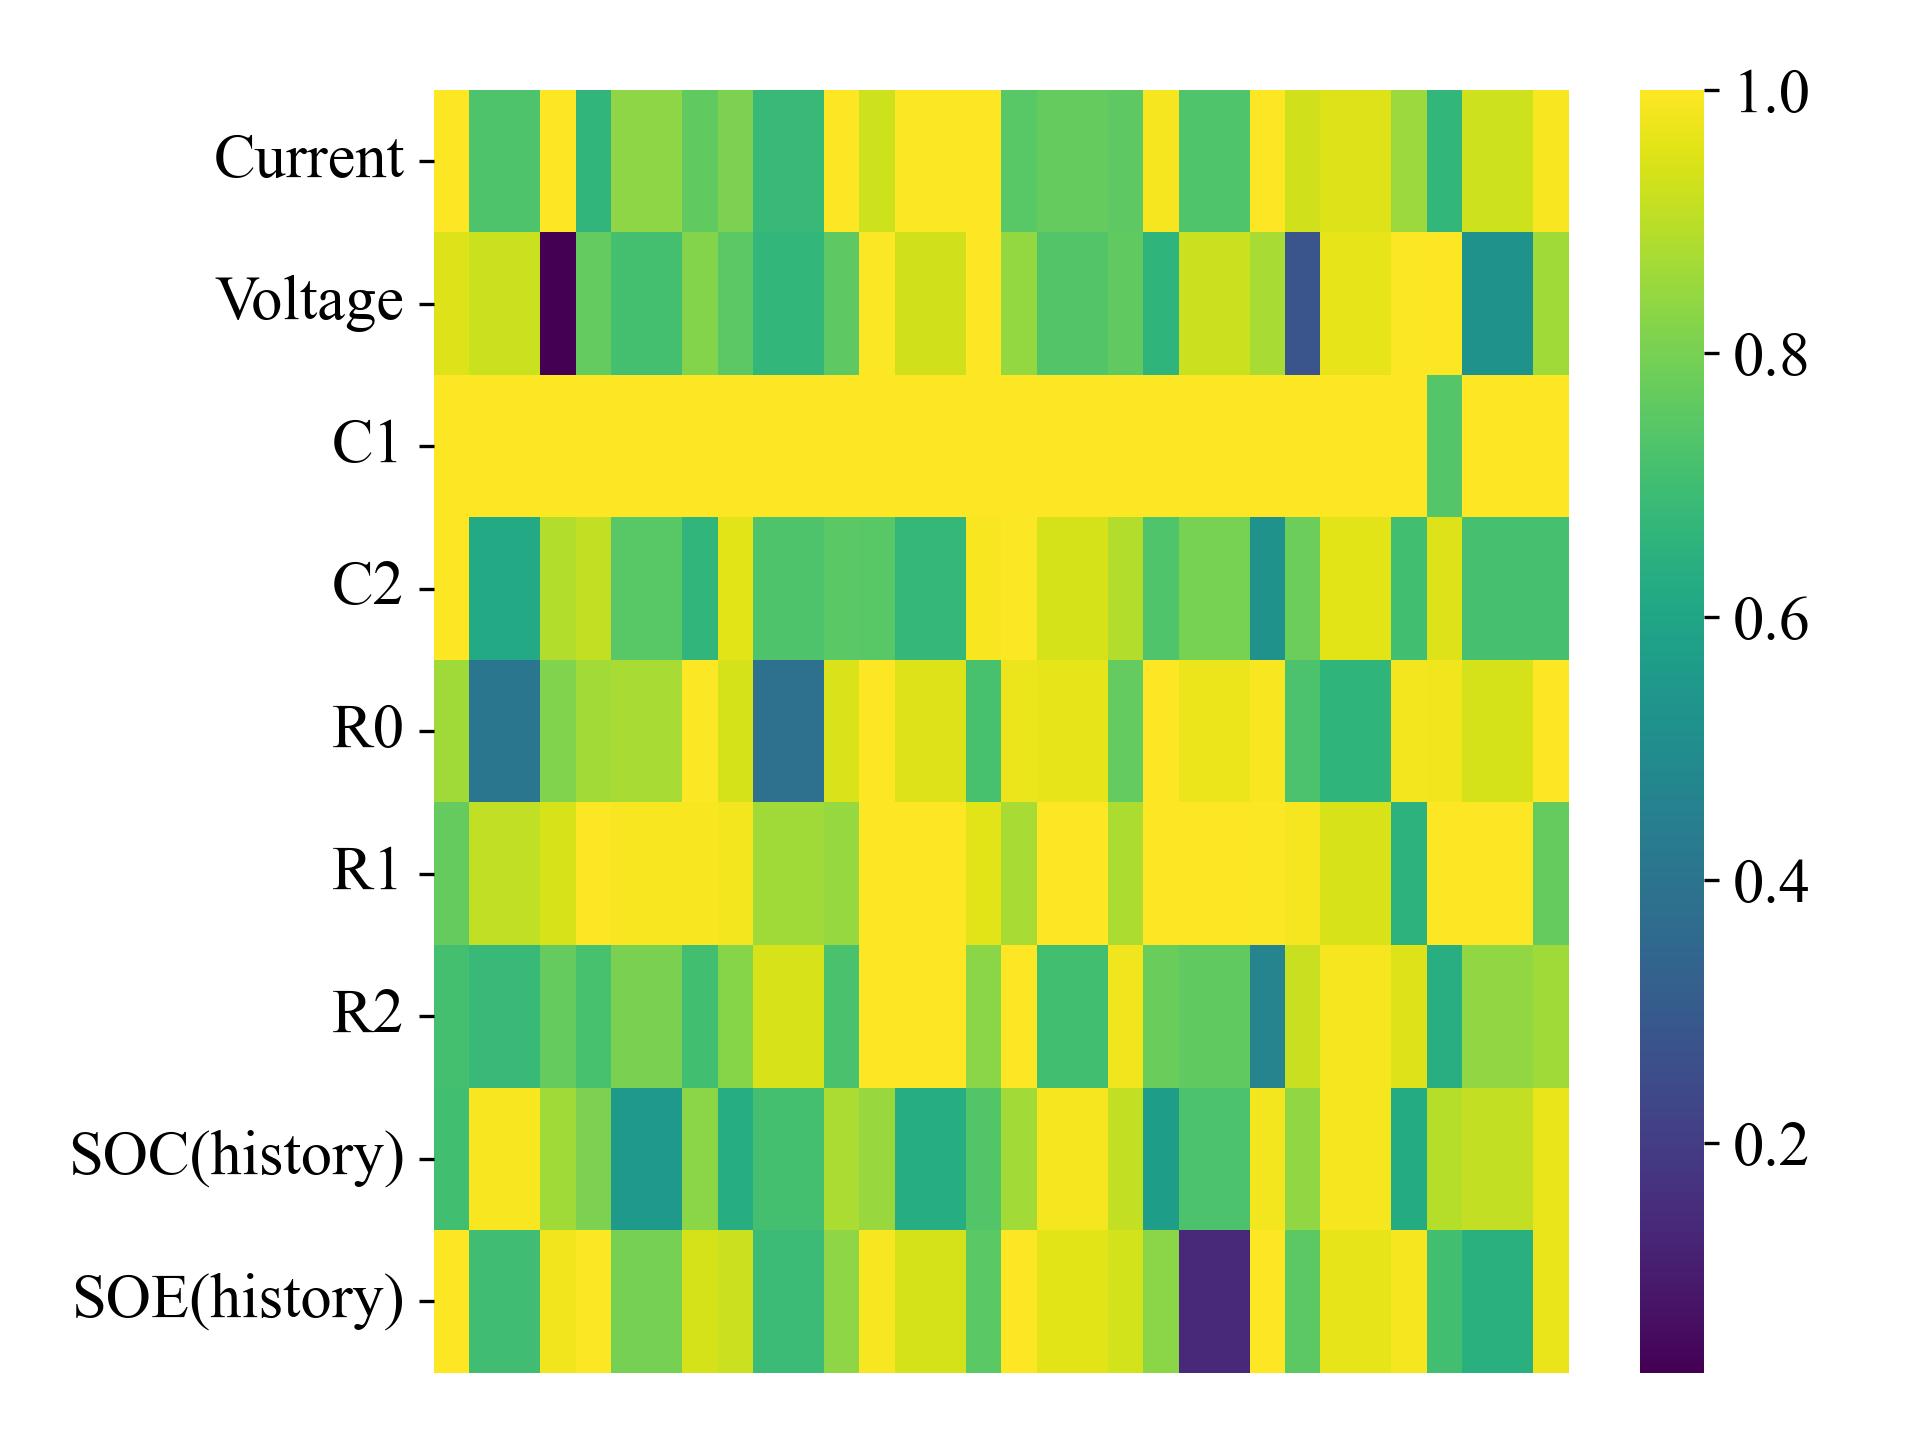 Current
Voltage
C1
C2
R0
R1
R2
SOC(history)
SOE(history)
1.0
0.8
0.6
0.4
0.2